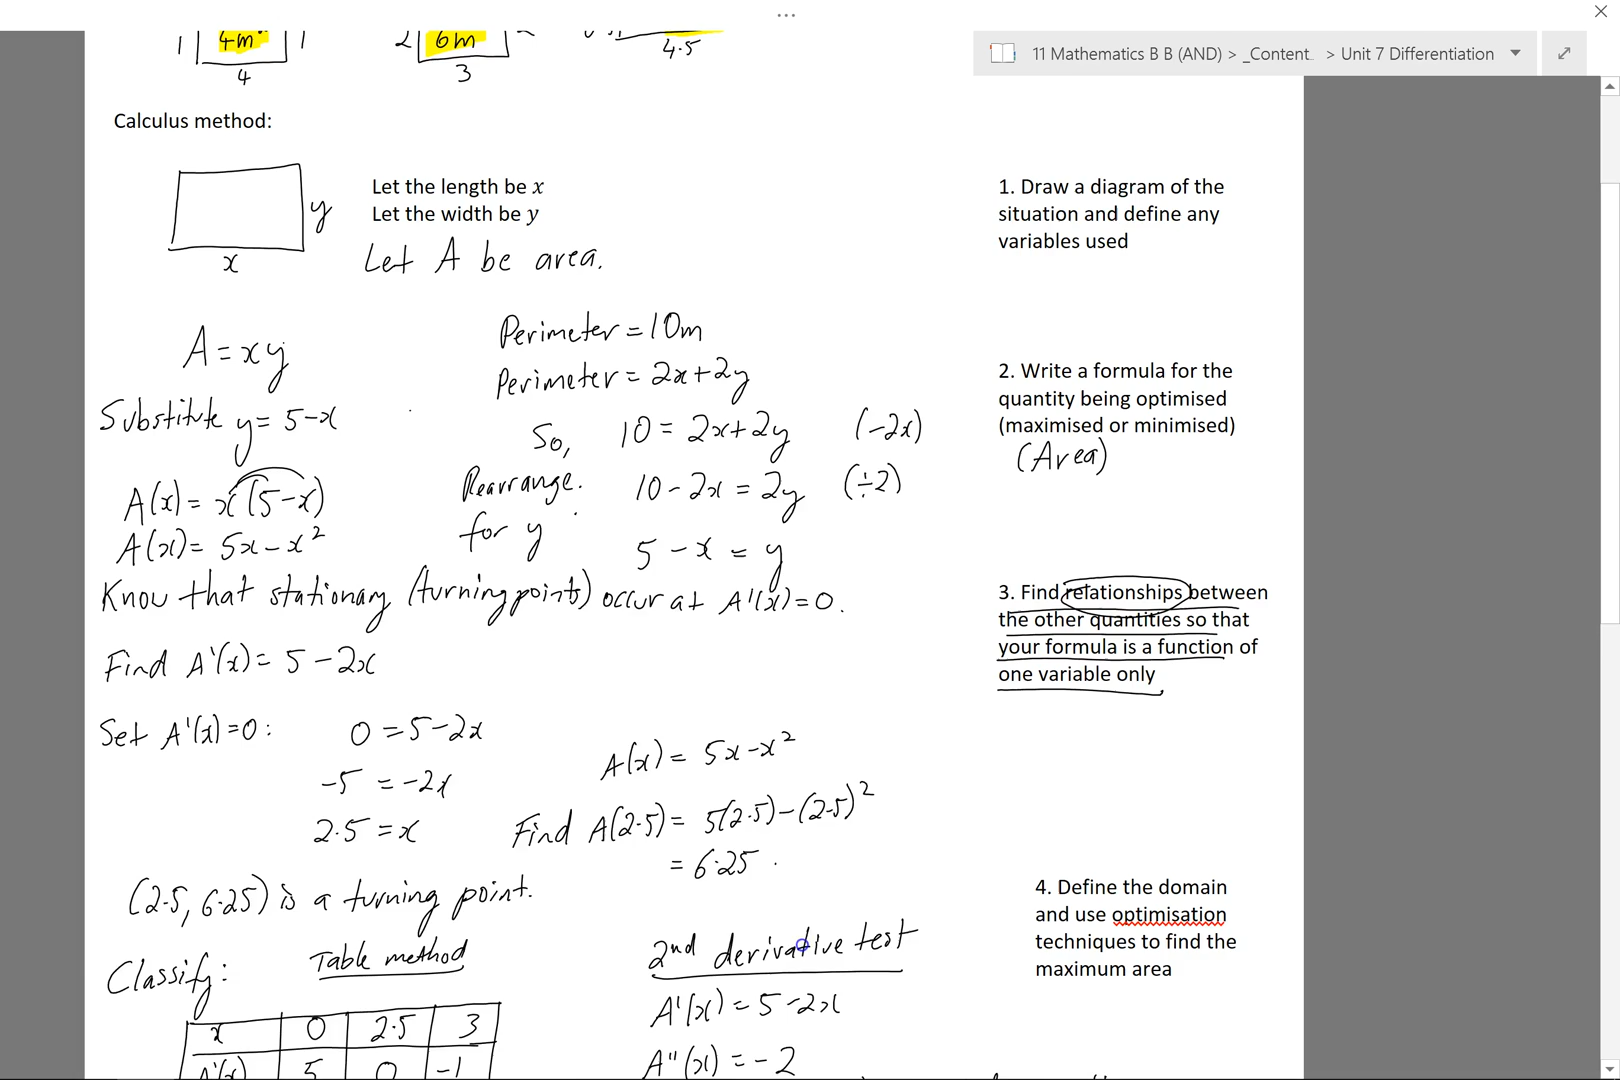 11 Mathematics B B (AND) > _Content. > Unit 7 Differentiation
1 4m² 1
4
2 6m
3
4.5
Calculus method:
y
x
Let the length be x
Let the width be y
Let A be area.
1. Draw a diagram of the
situation and define any
variables used
A = xy
Perimeter = 10m
Perimeter = 2x+2y
2. Write a formula for the
quantity being optimised
(maximised or minimised)
(Area)
Substitute y = 5-x
So, 10 = 2x+2y (-2x)
Rearrange. 10-2x = 2y (÷2)
for y 5-x = y
A(x) = x(5-x)
A(x) = 5x-x²
3. Find relationships between
the other quantities so that
your formula is a function of
one variable only
Know that stationary (turning points) occur at A'(x)=0.
Find A'(x) = 5-2x
Set A'(x)=0: 0 = 5-2x
-5 = -2x
2.5 = x
A(x) = 5x-x²
Find A(2.5) = 5(2.5)-(2.5)²
= 6.25
(2.5, 6.25) is a turning point.
4. Define the domain
and use optimisation
techniques to find the
maximum area
Classify: Table method
x 0 2.5 3
A'(x) 5 0 -1
2nd derivative test
A'(x) = 5-2x
A''(x) = -2